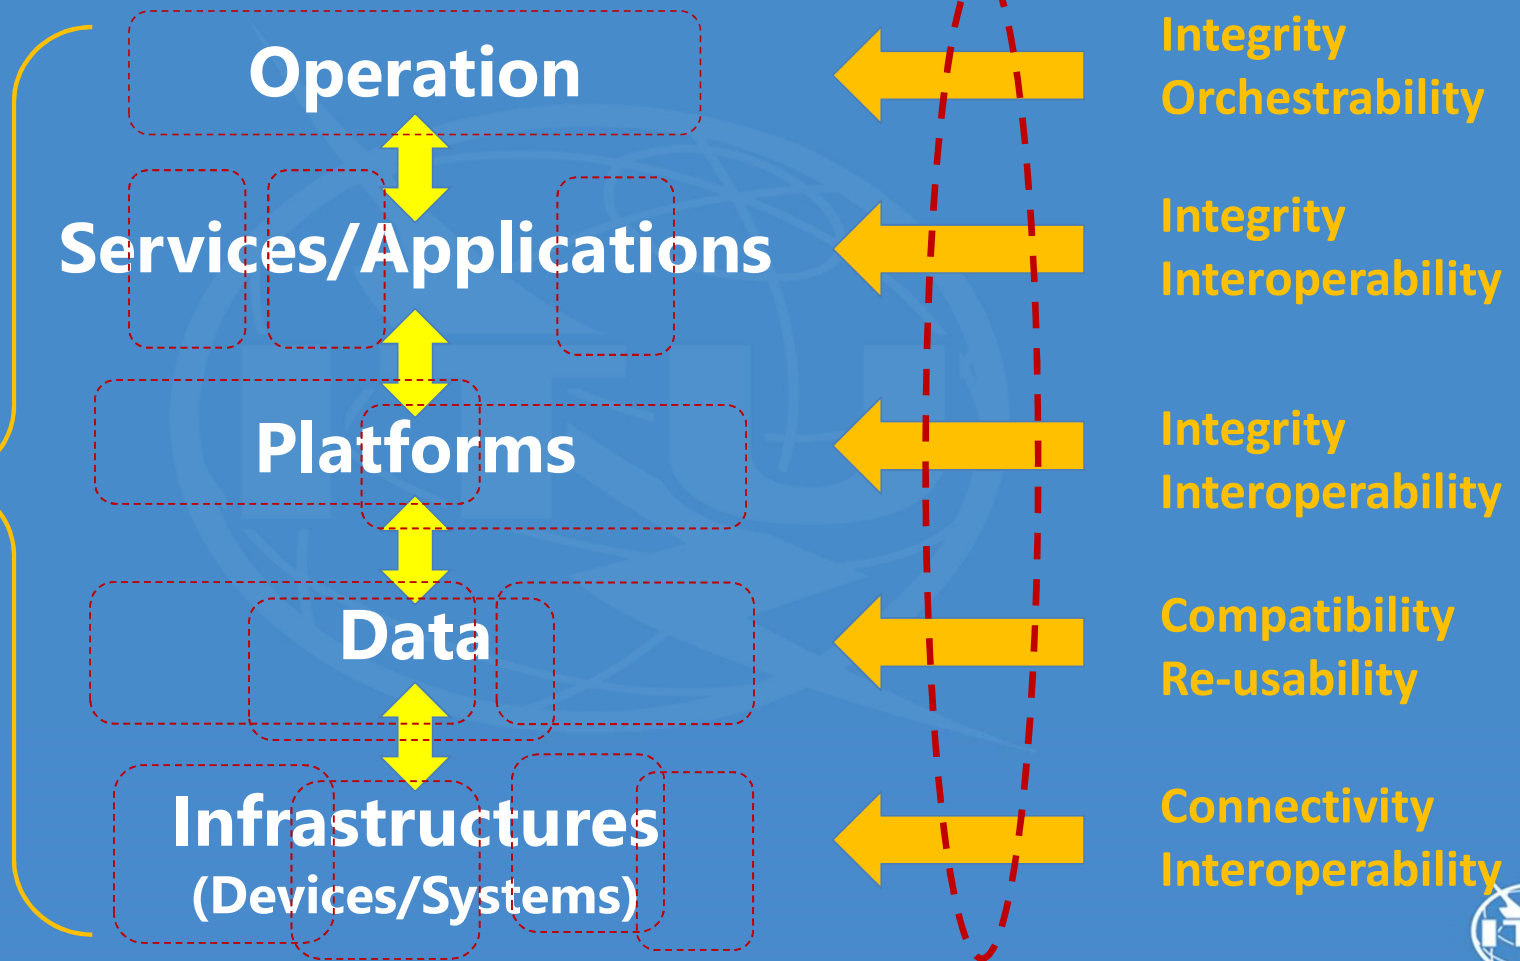 Operation
Integrity
Orchestrability
Services/Applications
Integrity
Interoperability
Platforms
Integrity
Interoperability
Data
Compatibility
Re-usability
Infrastructures
(Devices/Systems)
Connectivity
Interoperability
ITU